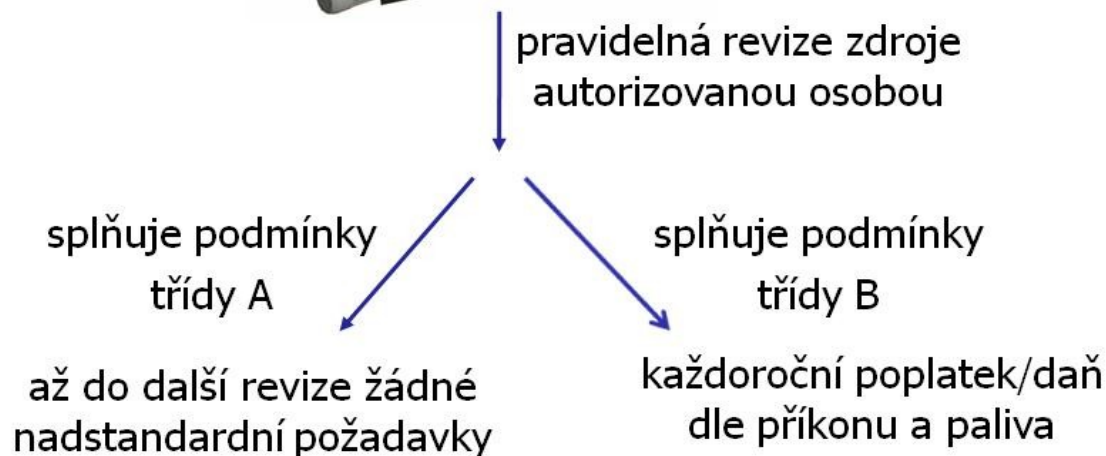 pravidelná revize zdroje
autorizovanou osobou
splňuje podmínky
třídy A
splňuje podmínky
třídy B
až do další revize žádné
nadstandardní požadavky
každoroční poplatek/daň
dle příkonu a paliva